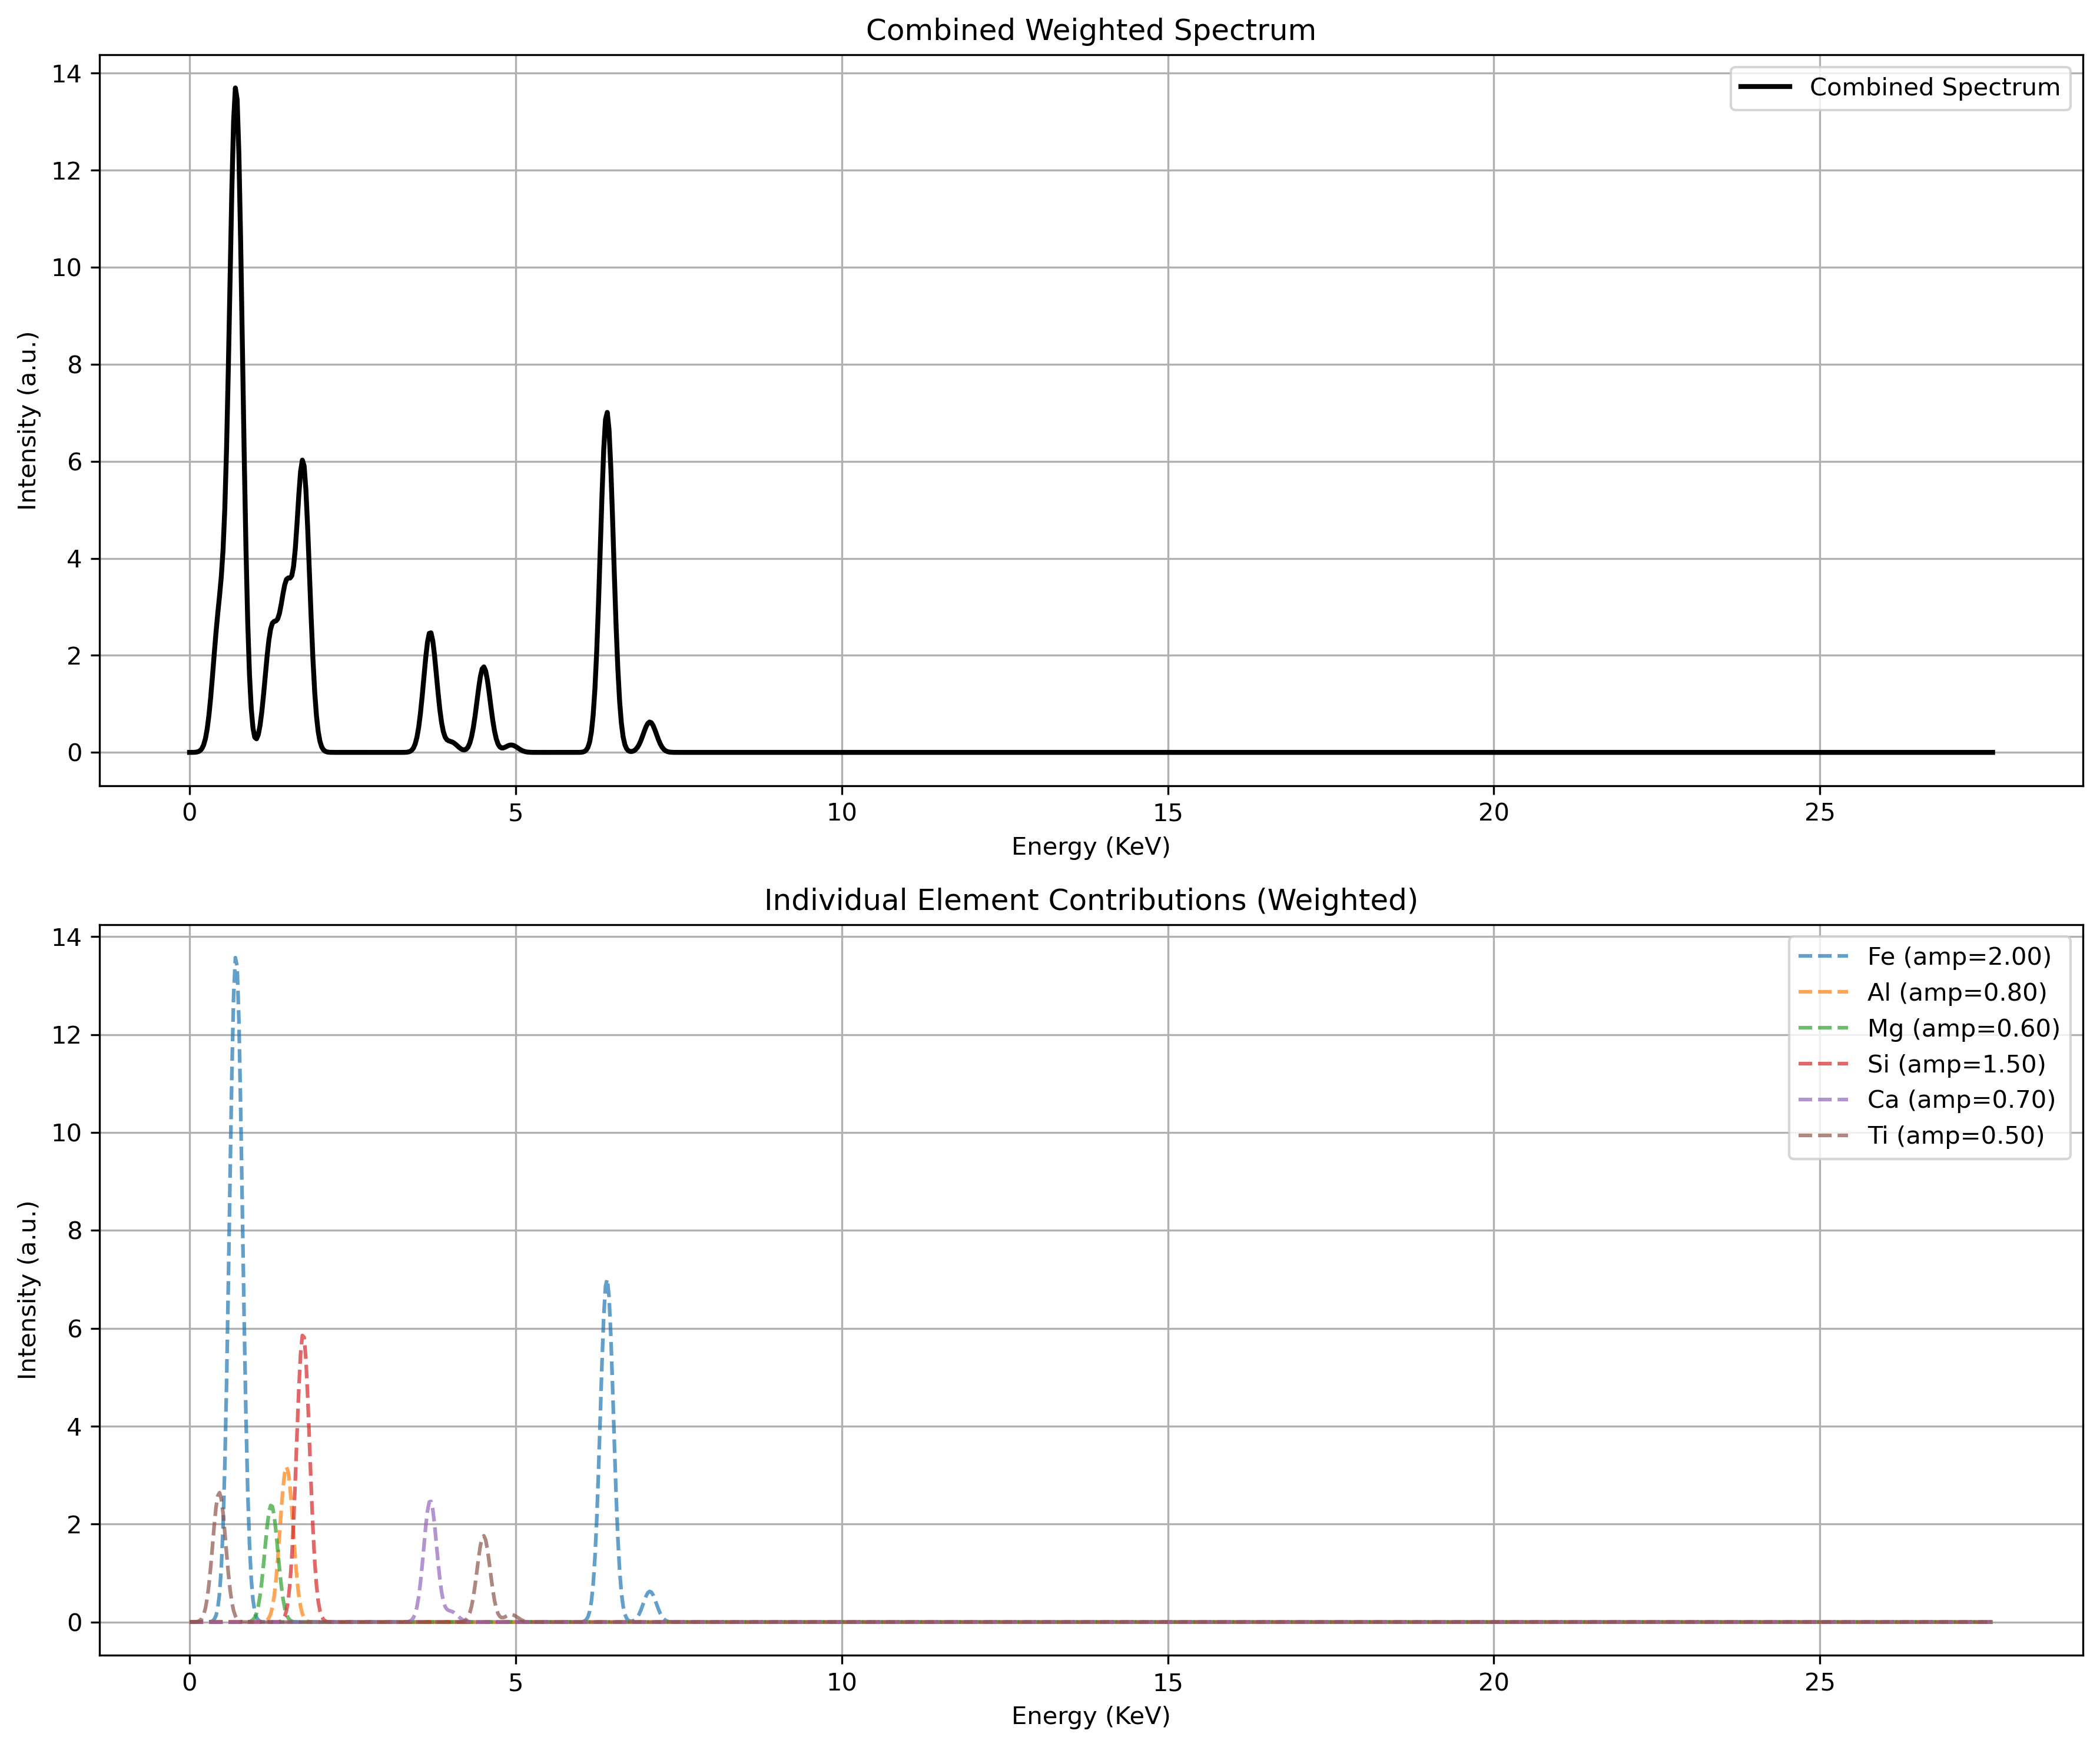 Combined Weighted Spectrum
Combined Spectrum
14
12
10
8
6
4
2
0
Intensity (a.u.)
0 5 10 15 20 25
Energy (KeV)
Individual Element Contributions (Weighted)
Fe (amp=2.00)
Al (amp=0.80)
Mg (amp=0.60)
Si (amp=1.50)
Ca (amp=0.70)
Ti (amp=0.50)
14
12
10
8
6
4
2
0
Intensity (a.u.)
0 5 10 15 20 25
Energy (KeV)